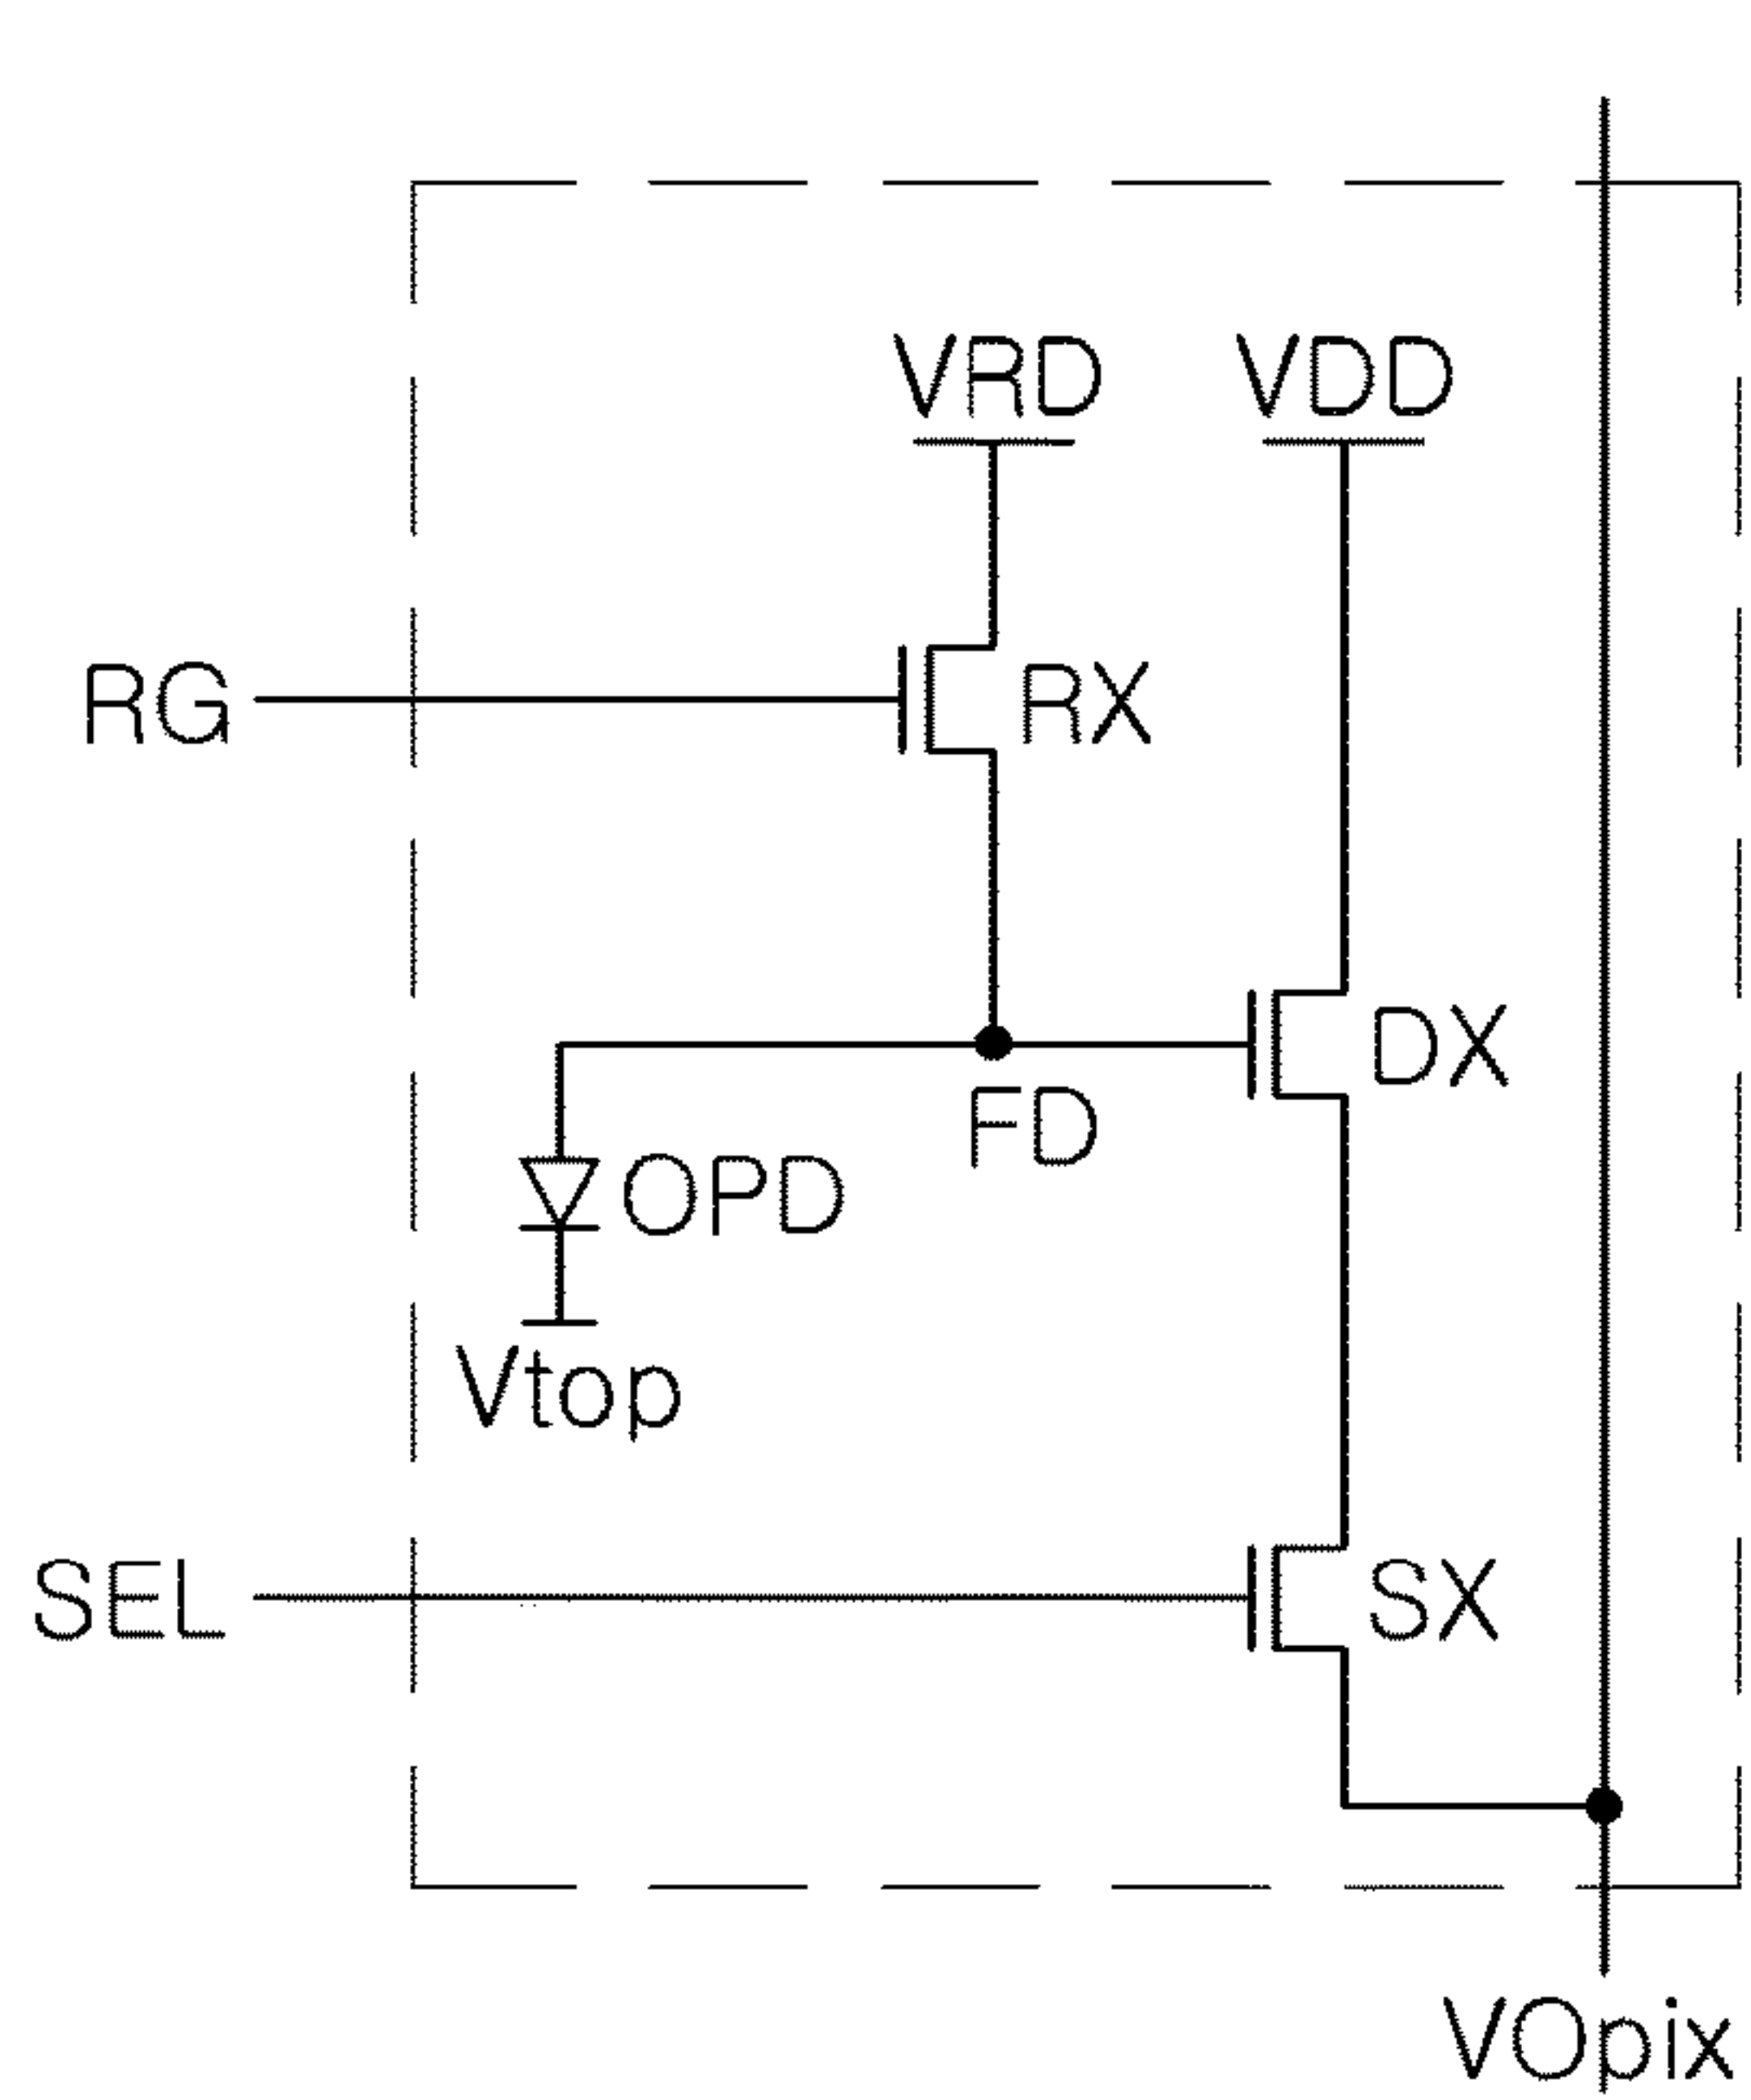 VRD VDD
RG RX
DX
FD
OPD
Vtop
SEL SX
VOpix